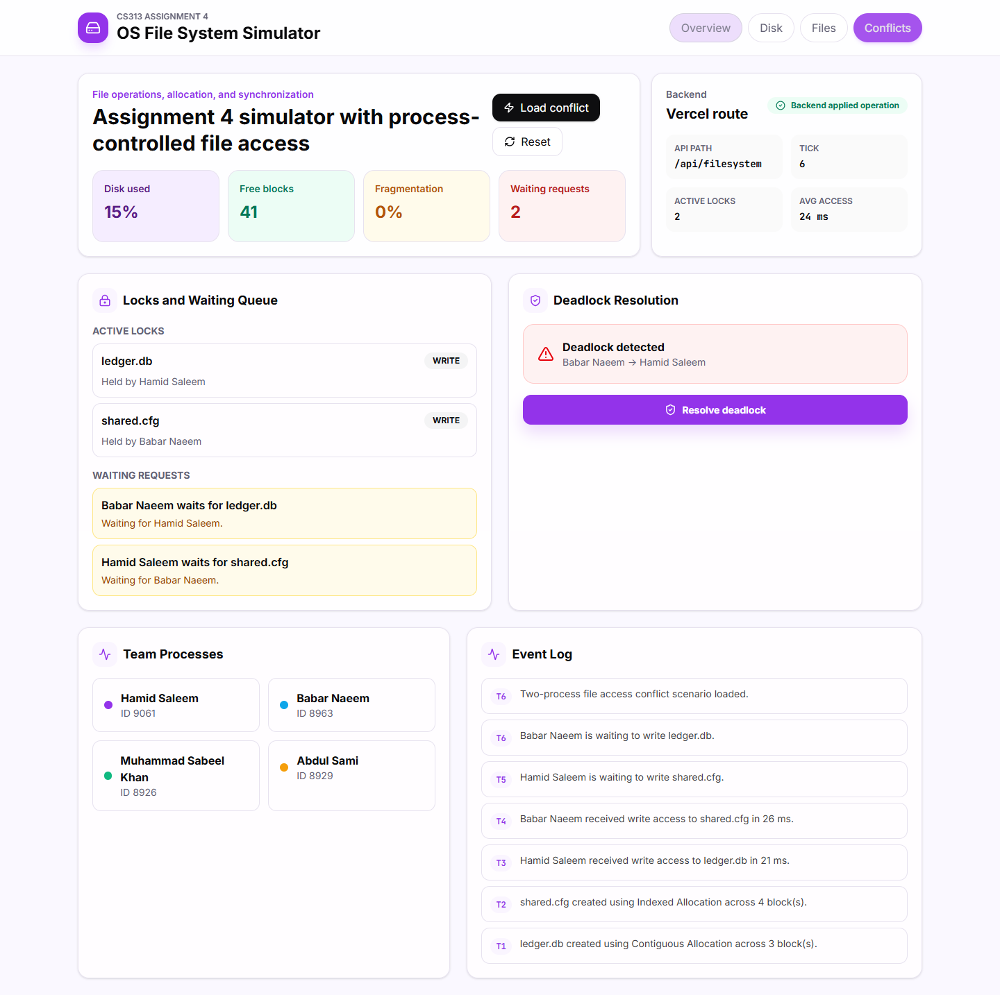 CS313 ASSIGNMENT 4
OS File System Simulator
Overview
Disk
Files
Conflicts
File operations, allocation, and synchronization
Assignment 4 simulator with process-
controlled file access
Load conflict
Reset
Disk used
15%
Free blocks
41
Fragmentation
0%
Waiting requests
2
Backend
Vercel route
Backend applied operation
API PATH
/api/filesystem
TICK
6
ACTIVE LOCKS
2
AVG ACCESS
24 ms
Locks and Waiting Queue
ACTIVE LOCKS
ledger.db
WRITE
Held by Hamid Saleem
shared.cfg
WRITE
Held by Babar Naeem
WAITING REQUESTS
Babar Naeem waits for ledger.db
Waiting for Hamid Saleem.
Hamid Saleem waits for shared.cfg
Waiting for Babar Naeem.
Deadlock Resolution
Deadlock detected
Babar Naeem → Hamid Saleem
Resolve deadlock
Team Processes
Hamid Saleem
ID 9061
Babar Naeem
ID 8963
Muhammad Sabeel
Khan
ID 8926
Abdul Sami
ID 8929
Event Log
T6 Two-process file access conflict scenario loaded.
T6 Babar Naeem is waiting to write ledger.db.
T5 Hamid Saleem is waiting to write shared.cfg.
T4 Babar Naeem received write access to shared.cfg in 26 ms.
T3 Hamid Saleem received write access to ledger.db in 21 ms.
T2 shared.cfg created using Indexed Allocation across 4 block(s).
T1 ledger.db created using Contiguous Allocation across 3 block(s).